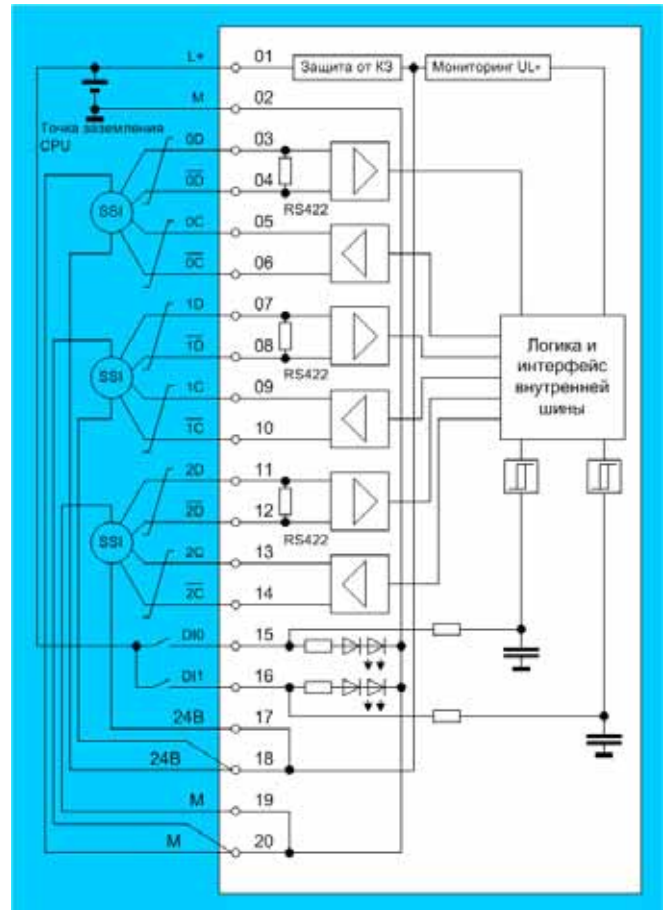 L+ 01 Защита от КЗ Мониторинг UL+
M 02
Точка заземления
CPU
0D 03
0D 04
RS422
SSI
0C 05
0C 06
1D 07
1D 08
RS422
SSI
1C 09
1C 10
Логика и
интерфейс
внутренней
шины
2D 11
2D 12
RS422
SSI
2C 13
2C 14
DI0 15
DI1 16
24В 17
24В 18
M 19
M 20